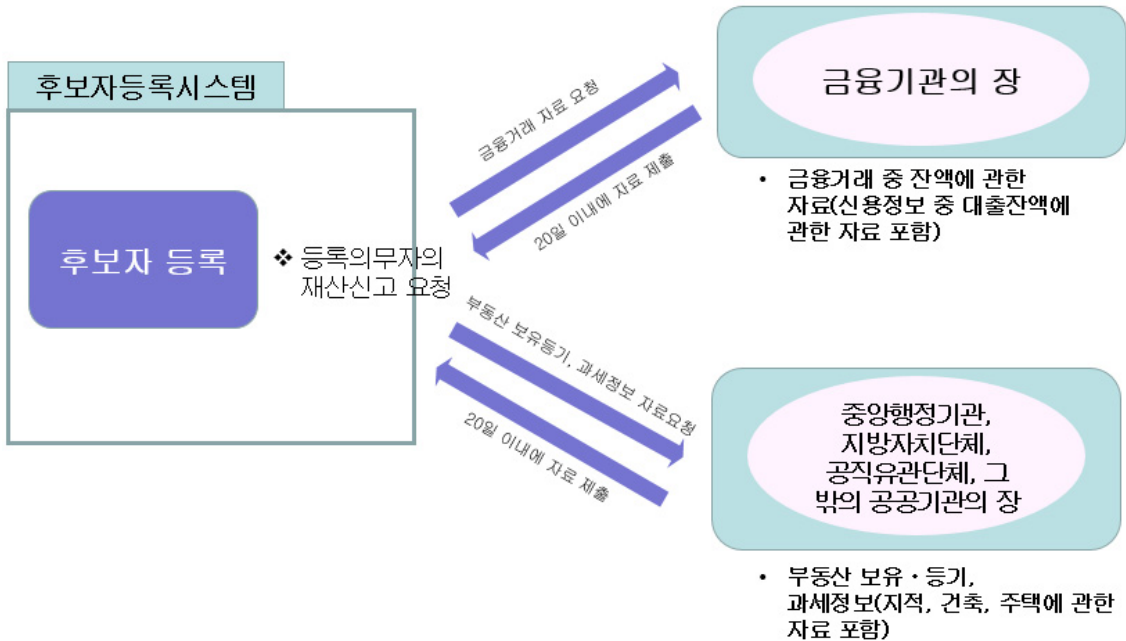 후보자등록시스템
후보자 등록
❖ 등록의무자의
재산신고 요청
금융거래 자료 요청
20일 이내에 자료 제출
부동산 보유등기, 과세정보 자료요청
20일 이내에 자료 제출
금융기관의 장
• 금융거래 중 잔액에 관한
자료(신용정보 중 대출잔액에
관한 자료 포함)
중앙행정기관,
지방자치단체,
공직유관단체, 그
밖의 공공기관의 장
• 부동산 보유・등기,
과세정보(지적, 건축, 주택에 관한
자료 포함)